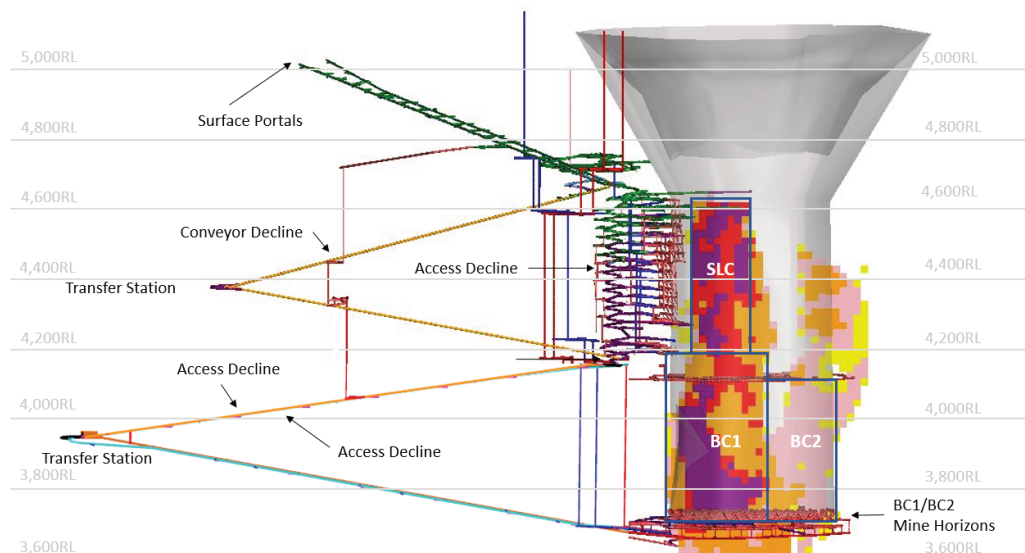 5,000RL
5,000RL
Surface Portals
4,800RL
4,800RL
4,600RL
4,600RL
Conveyor Decline
Access Decline
SLC
4,400RL
4,400RL
Transfer Station
4,200RL
4,200RL
Access Decline
4,000RL
4,000RL
Access Decline
BC1
BC2
Transfer Station
3,800RL
3,800RL
BC1/BC2
Mine Horizons
3,600RL
3,600RL